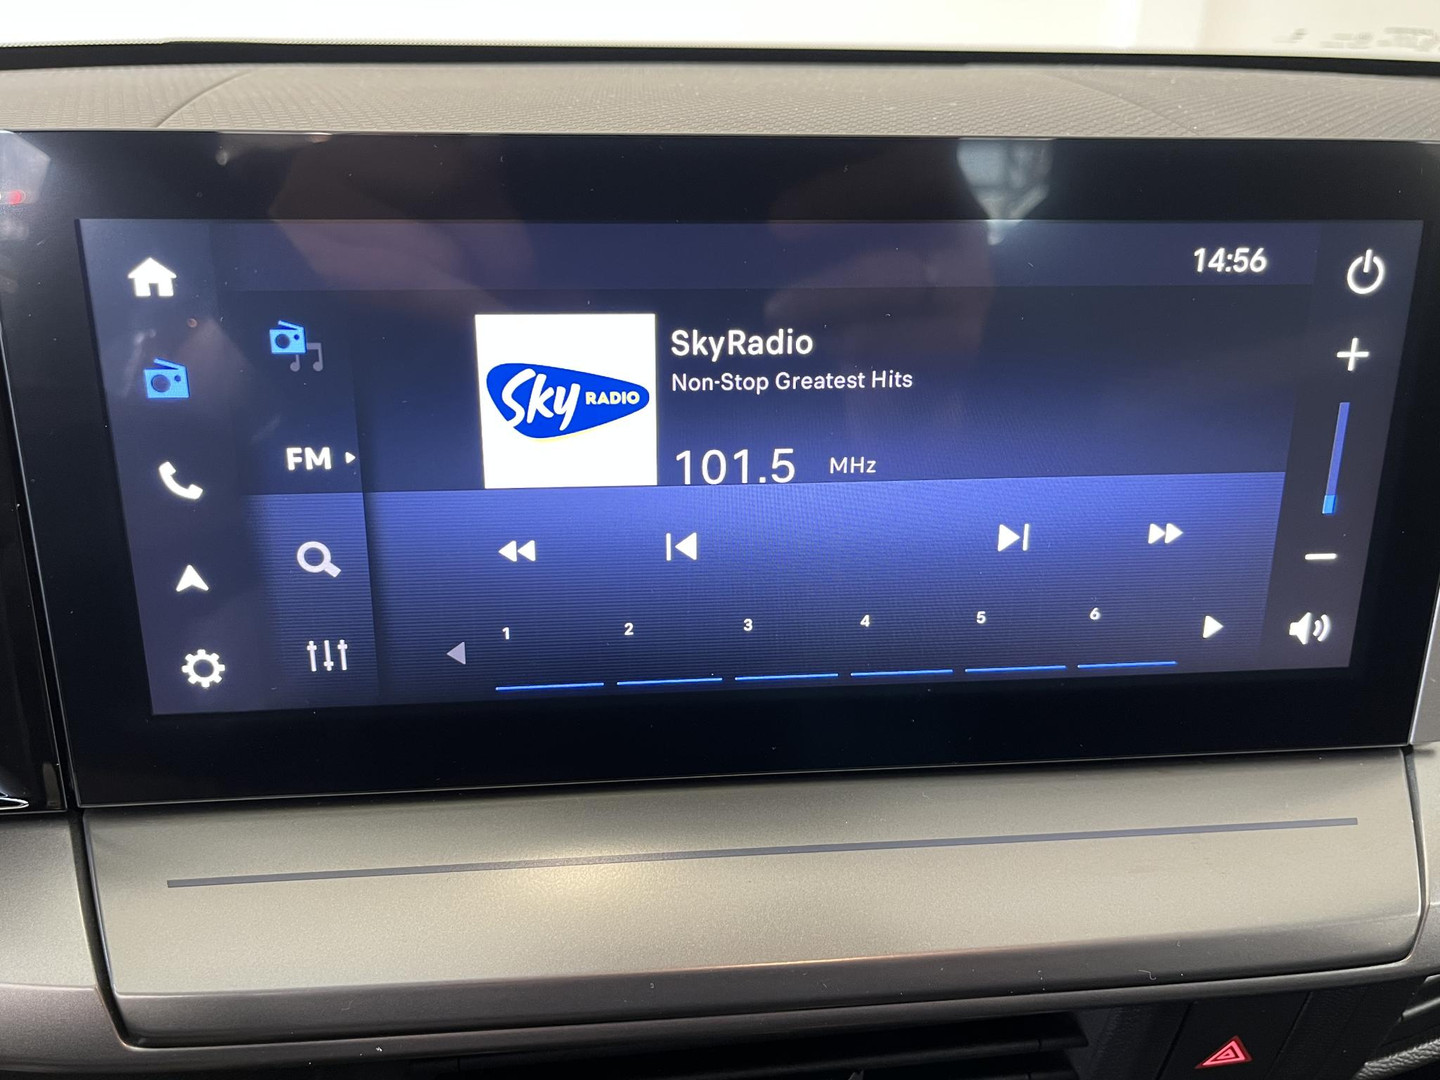 14:56
SkyRadio
Non-Stop Greatest Hits
Sky RADIO
FM
101.5 MHz
1 2 3 4 5 6